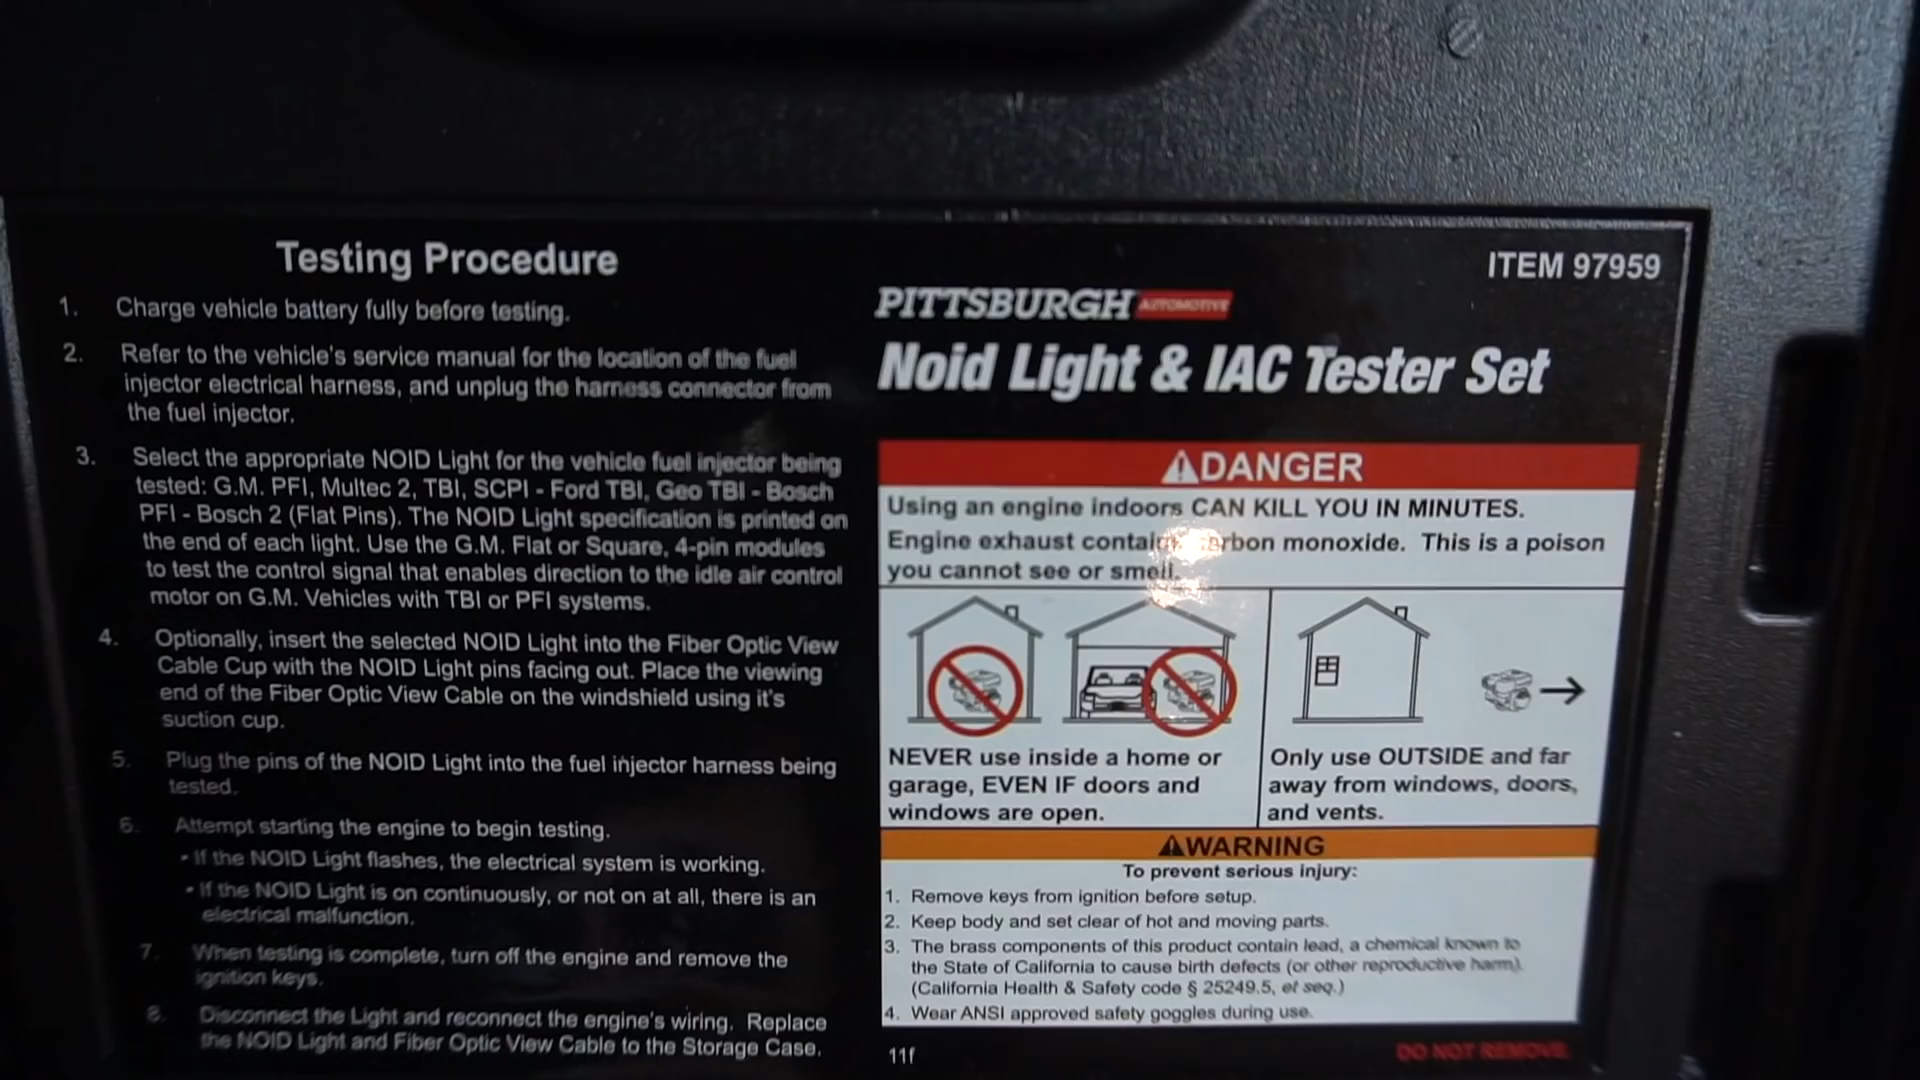 Testing Procedure
1. Charge vehicle battery fully before testing.
2. Refer to the vehicle's service manual for the location of the fuel
injector electrical harness, and unplug the harness connector from
the fuel injector.
3. Select the appropriate NOID Light for the vehicle fuel injector being
tested: G.M. PFI, Multec 2, TBI, SCPI - Ford TBI, Geo TBI - Bosch
PFI - Bosch 2 (Flat Pins). The NOID Light specification is printed on
the end of each light. Use the G.M. Flat or Square, 4-pin modules
to test the control signal that enables direction to the idle air control
motor on G.M. Vehicles with TBI or PFI systems.
4. Optionally, insert the selected NOID Light into the Fiber Optic View
Cable Cup with the NOID Light pins facing out. Place the viewing
end of the Fiber Optic View Cable on the windshield using it's
suction cup.
5. Plug the pins of the NOID Light into the fuel injector harness being
tested.
6. Attempt starting the engine to begin testing.
• If the NOID Light flashes, the electrical system is working.
• If the NOID Light is on continuously, or not on at all, there is an
electrical malfunction.
7. When testing is complete, turn off the engine and remove the
ignition keys.
8. Disconnect the Light and reconnect the engine's wiring. Replace
the NOID Light and Fiber Optic View Cable to the Storage Case.
ITEM 97959
PITTSBURGH AUTOMOTIVE
Noid Light & IAC Tester Set
DANGER
Using an engine indoors CAN KILL YOU IN MINUTES.
Engine exhaust contains carbon monoxide. This is a poison
you cannot see or smell.
NEVER use inside a home or
garage, EVEN IF doors and
windows are open.
Only use OUTSIDE and far
away from windows, doors,
and vents.
WARNING
To prevent serious injury:
1. Remove keys from ignition before setup.
2. Keep body and set clear of hot and moving parts.
3. The brass components of this product contain lead, a chemical known to
the State of California to cause birth defects (or other reproductive harm).
(California Health & Safety code § 25249.5, et seq.)
4. Wear ANSI approved safety goggles during use.
11f
DO NOT REMOVE